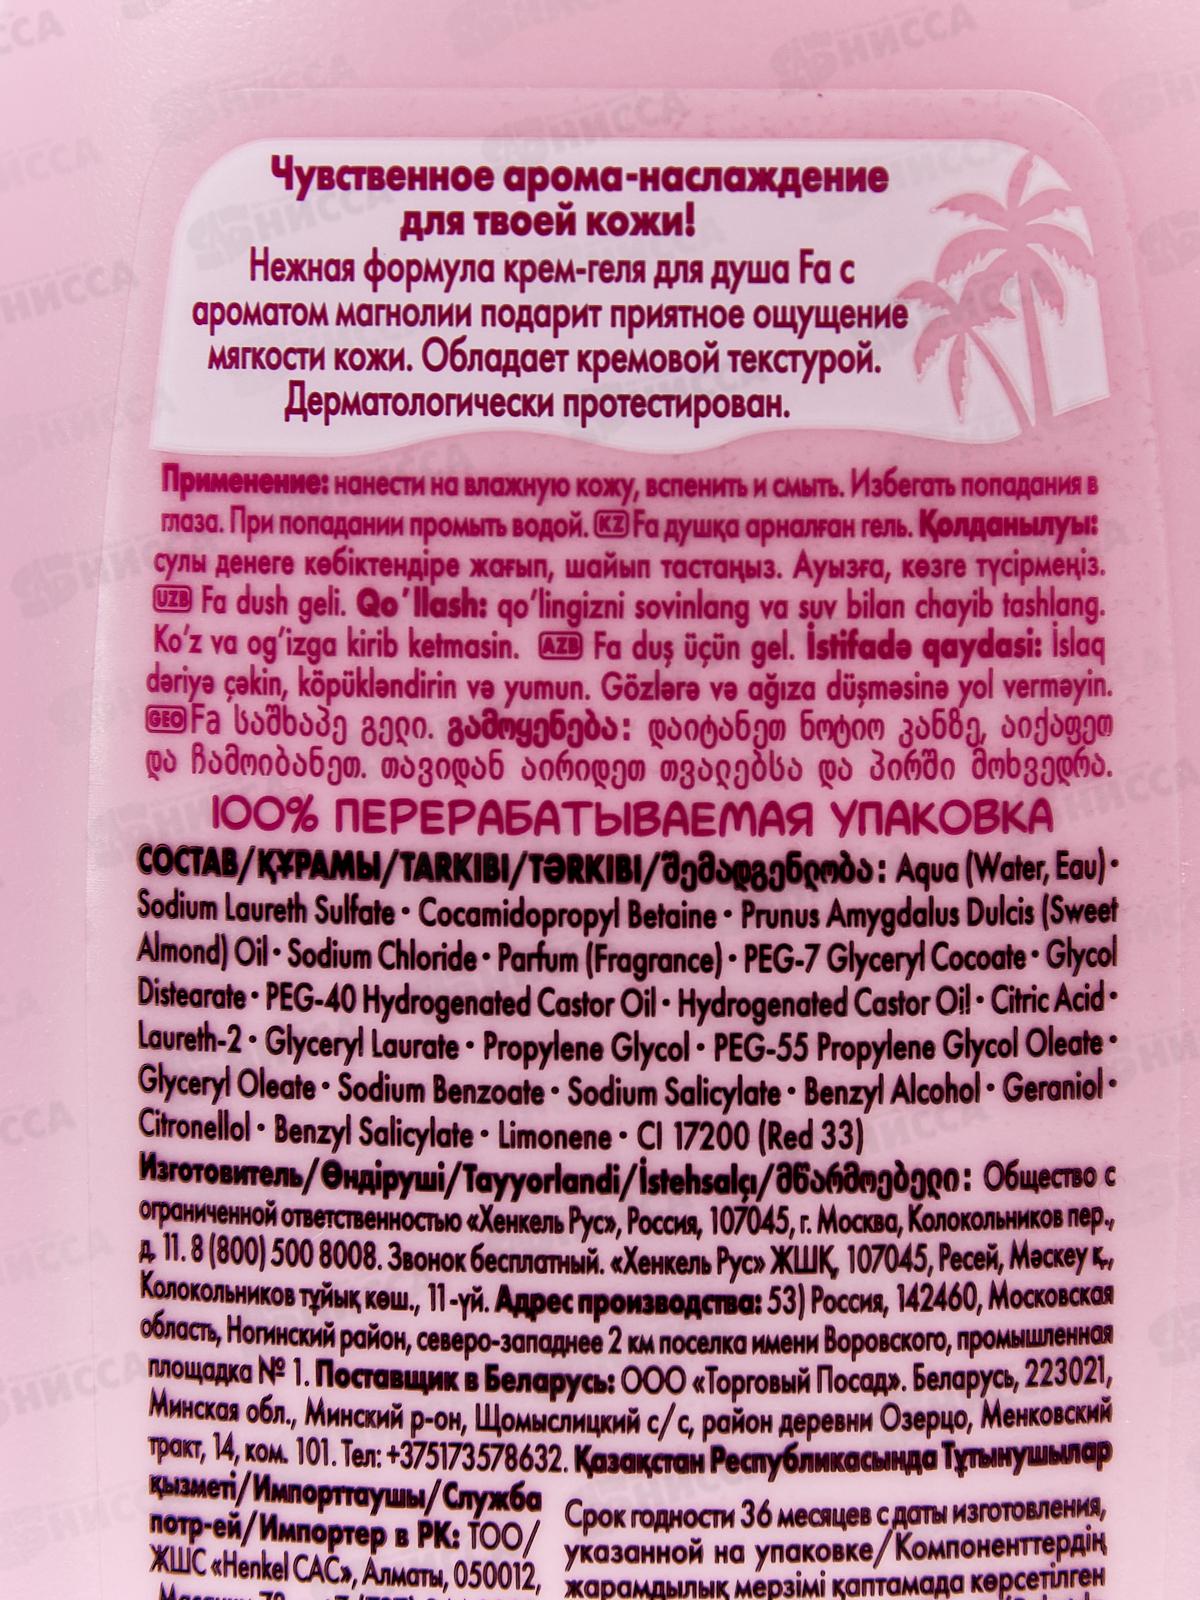 Чувственное арома-наслаждение
для твоей кожи!
Нежная формула крем-геля для душа Fa с
ароматом магнолии подарит приятное ощущение
мягкости кожи. Обладает кремовой текстурой.
Дерматологически протестирован.
Применение: нанести на влажную кожу, вспенить и смыть. Избегать попадания в
глаза. При попадании промыть водой. KZ Fa душқа арналған гель. Қолданылуы:
сулы денеге көбіктендіре жағып, шайып тастаңыз. Ауызға, көзге түсірмеңіз.
UZB Fa dush geli. Qo’llash: qo’lingizni sovinlang va suv bilan chayib tashlang.
Ko’z va og’izga kirib ketmasin. AZB Fa duş üçün gel. İstifadə qaydasi: İslaq
dəriyə çəkin, köpükləndirin və yumun. Gözlərə və ağıza düşməsinə yol verməyin.
GEO Fa საშხაპე გელი. გამოყენება: დაიტანეთ ნოტიო კანზე, აიქაფეთ
და ჩამოიბანეთ. თავიდან აირიდეთ თვალებსა და პირში მოხვედრა.
100% ПЕРЕРАБАТЫВАЕМАЯ УПАКОВКА
СОСТАВ/ҚҰРАМЫ/TARKIBI/TƏRKIBI/შემადგენლობა: Aqua (Water, Eau) •
Sodium Laureth Sulfate • Cocamidopropyl Betaine • Prunus Amygdalus Dulcis (Sweet
Almond) Oil • Sodium Chloride • Parfum (Fragrance) • PEG-7 Glyceryl Cocoate • Glycol
Distearate • PEG-40 Hydrogenated Castor Oil • Hydrogenated Castor Oil • Citric Acid •
Laureth-2 • Glyceryl Laurate • Propylene Glycol • PEG-55 Propylene Glycol Oleate •
Glyceryl Oleate • Sodium Benzoate • Sodium Salicylate • Benzyl Alcohol • Geraniol •
Citronellol • Benzyl Salicylate • Limonene • CI 17200 (Red 33)
Изготовитель/Өндіруші/Tayyorlandi/İstehsalçı/მწარმოებელი: Общество с
ограниченной ответственностью «Хенкель Рус», Россия, 107045, г. Москва, Колокольников пер.,
д. 11. 8 (800) 500 8008. Звонок бесплатный. «Хенкель Рус» ЖШҚ, 107045, Ресей, Мәскеу қ.,
Колокольников тұйық көш., 11-үй. Адрес производства: 53) Россия, 142460, Московская
область, Ногинский район, северо-западнее 2 км поселка имени Воровского, промышленная
площадка № 1. Поставщик в Беларусь: ООО «Торговый Посад». Беларусь, 223021,
Минская обл., Минский р-он, Щомыслицкий с/с, район деревни Озерцо, Менковский
тракт, 14, ком. 101. Тел: +375173578632. Қазақстан Республикасында Тұтынушылар
қызметі/Импорттаушы/Служба
потр-ей/Импортер в РК: ТОО/
ЖШС «Henkel САС», Алматы, 050012,
Срок годности 36 месяцев с даты изготовления,
указанной на упаковке/Компоненттердің
жарамдылық мерзімі қаптамада көрсетілген